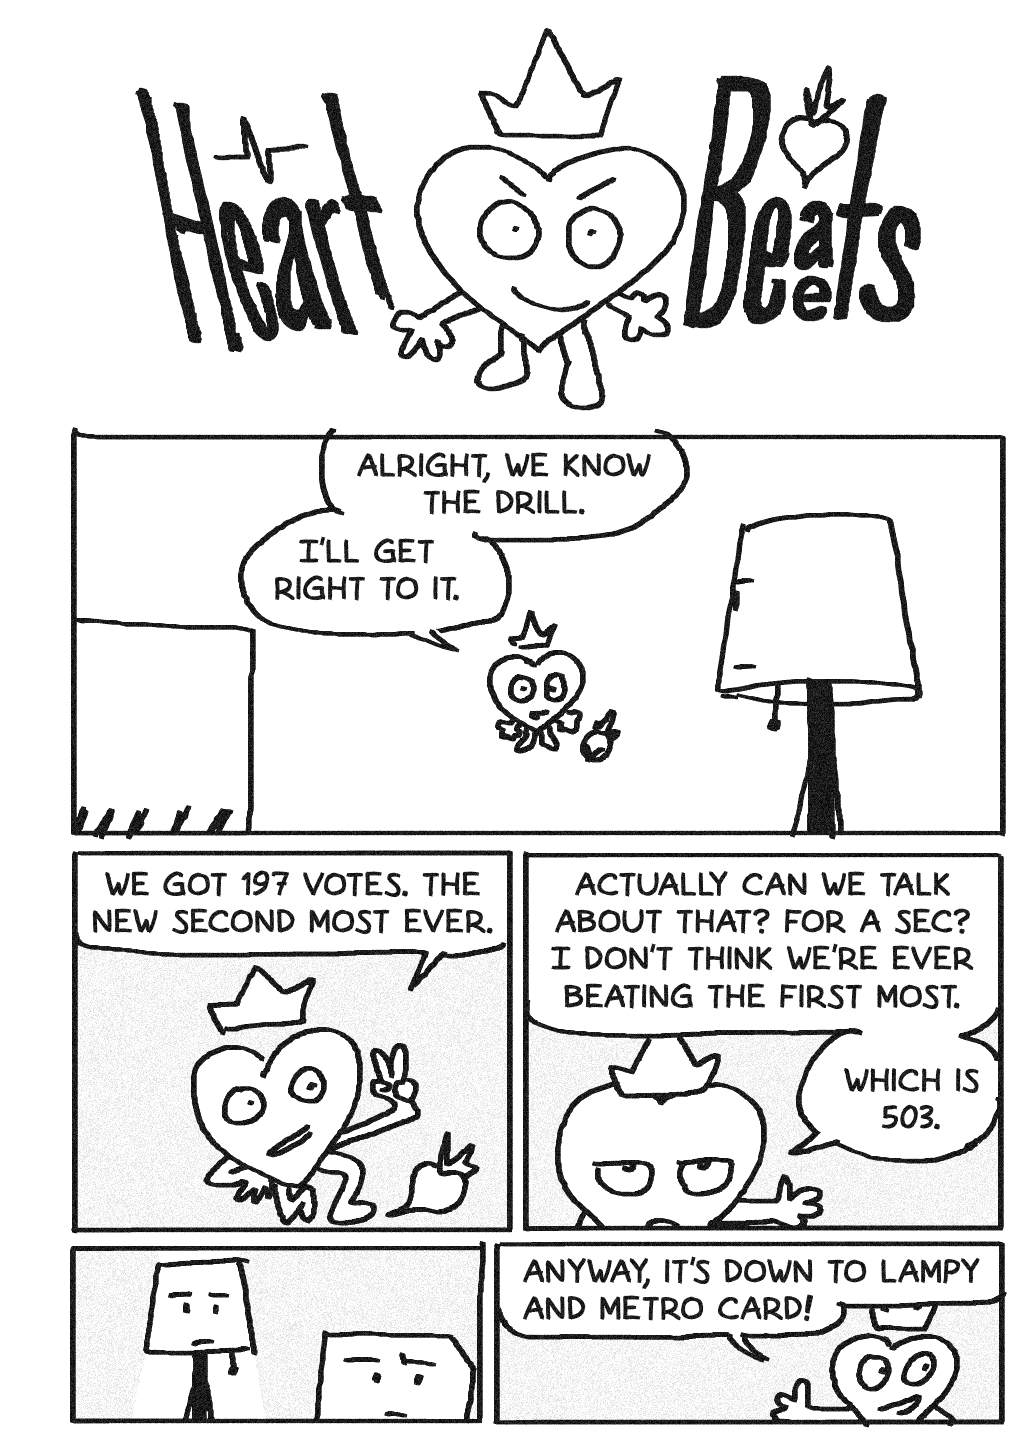 Heart Beats
e
ALRIGHT, WE KNOW
THE DRILL.
I'LL GET
RIGHT TO IT.
WE GOT 197 VOTES. THE
NEW SECOND MOST EVER.
ACTUALLY CAN WE TALK
ABOUT THAT? FOR A SEC?
I DON'T THINK WE'RE EVER
BEATING THE FIRST MOST.
WHICH IS
503.
ANYWAY, IT'S DOWN TO LAMPY
AND METRO CARD!